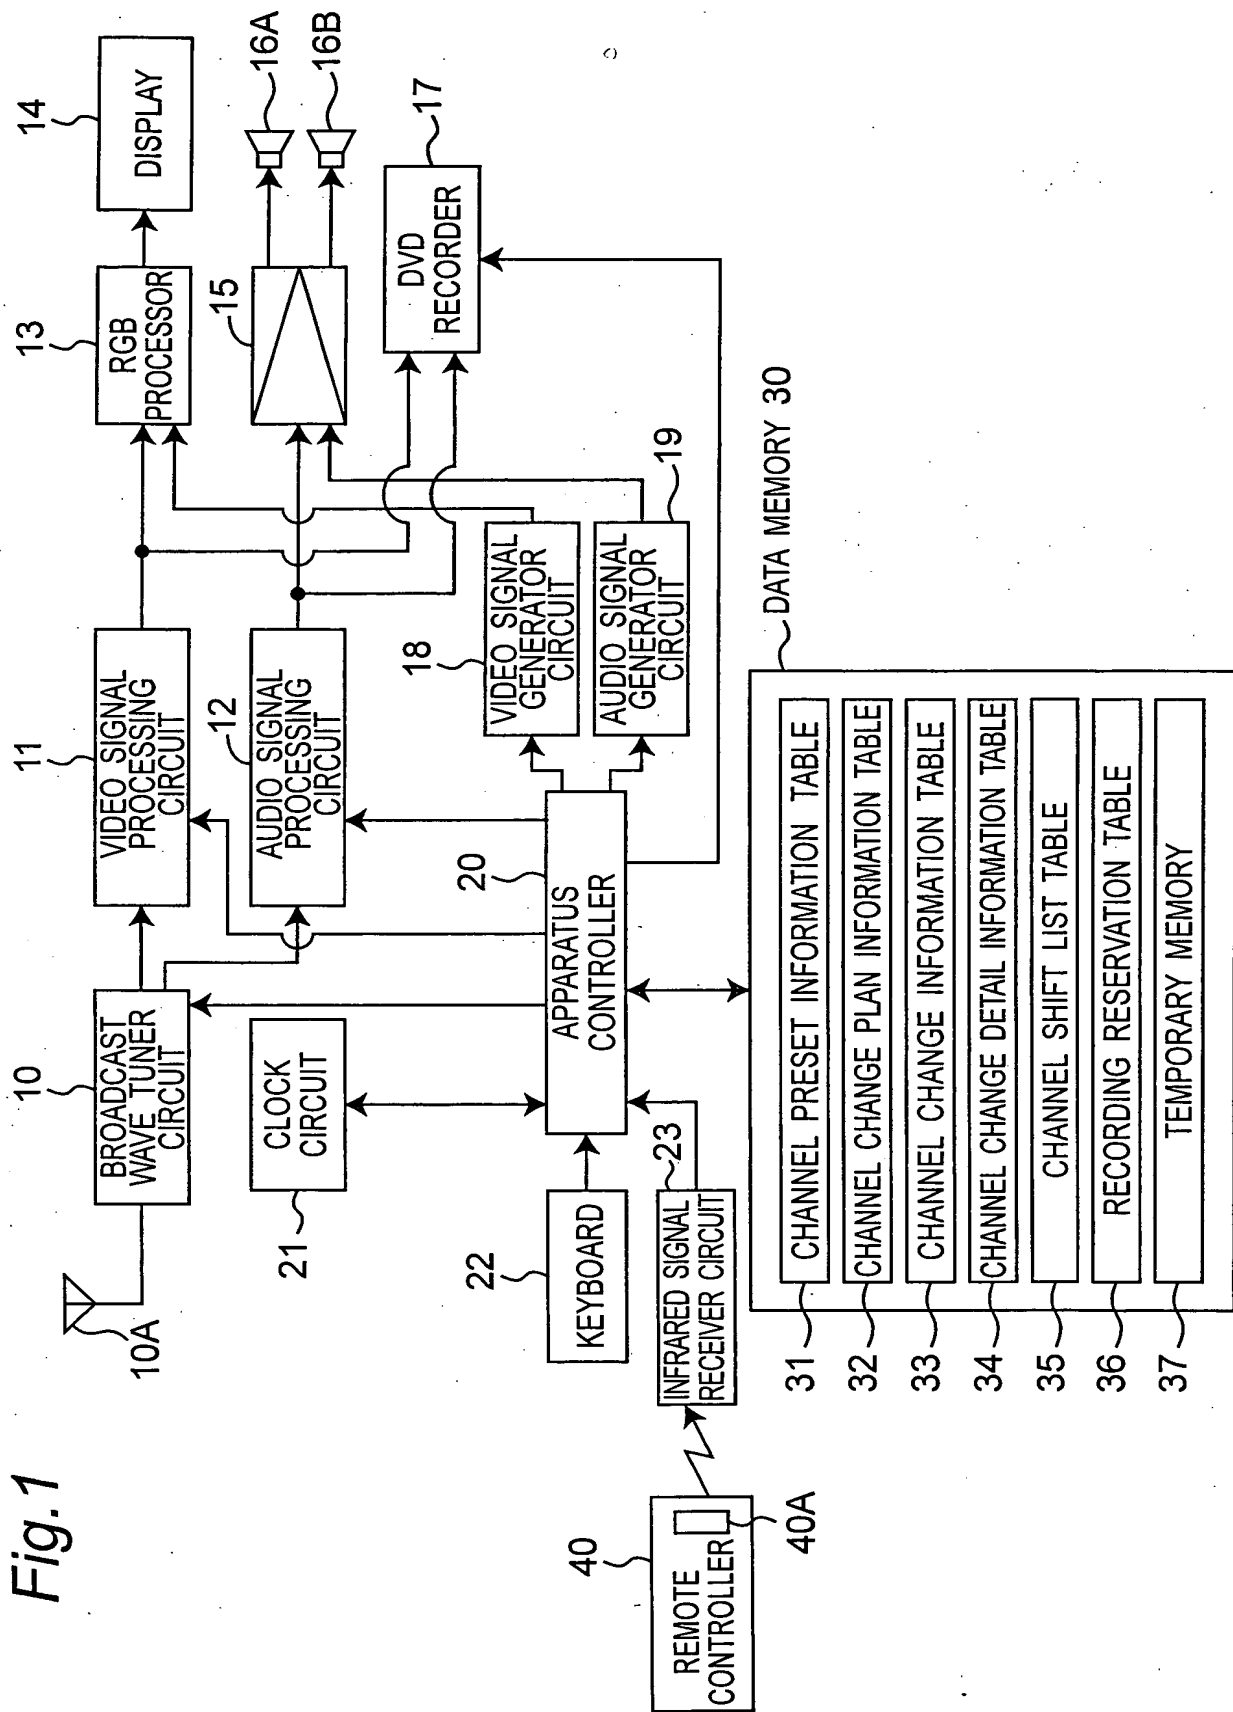 Fig.1
10A
10
BROADCAST
WAVE TUNER
CIRCUIT
11
VIDEO SIGNAL
PROCESSING
CIRCUIT
12
AUDIO SIGNAL
PROCESSING
CIRCUIT
13
RGB
PROCESSOR
14
DISPLAY
15
16A
16B
17
DVD
RECORDER
18
VIDEO SIGNAL
GENERATOR
CIRCUIT
19
AUDIO SIGNAL
GENERATOR
CIRCUIT
20
APPARATUS
CONTROLLER
21
CLOCK
CIRCUIT
22
KEYBOARD
23
INFRARED SIGNAL
RECEIVER CIRCUIT
40
REMOTE
CONTROLLER
40A
DATA MEMORY 30
31
CHANNEL PRESET INFORMATION TABLE
32
CHANNEL CHANGE PLAN INFORMATION TABLE
33
CHANNEL CHANGE INFORMATION TABLE
34
CHANNEL CHANGE DETAIL INFORMATION TABLE
35
CHANNEL SHIFT LIST TABLE
36
RECORDING RESERVATION TABLE
37
TEMPORARY MEMORY